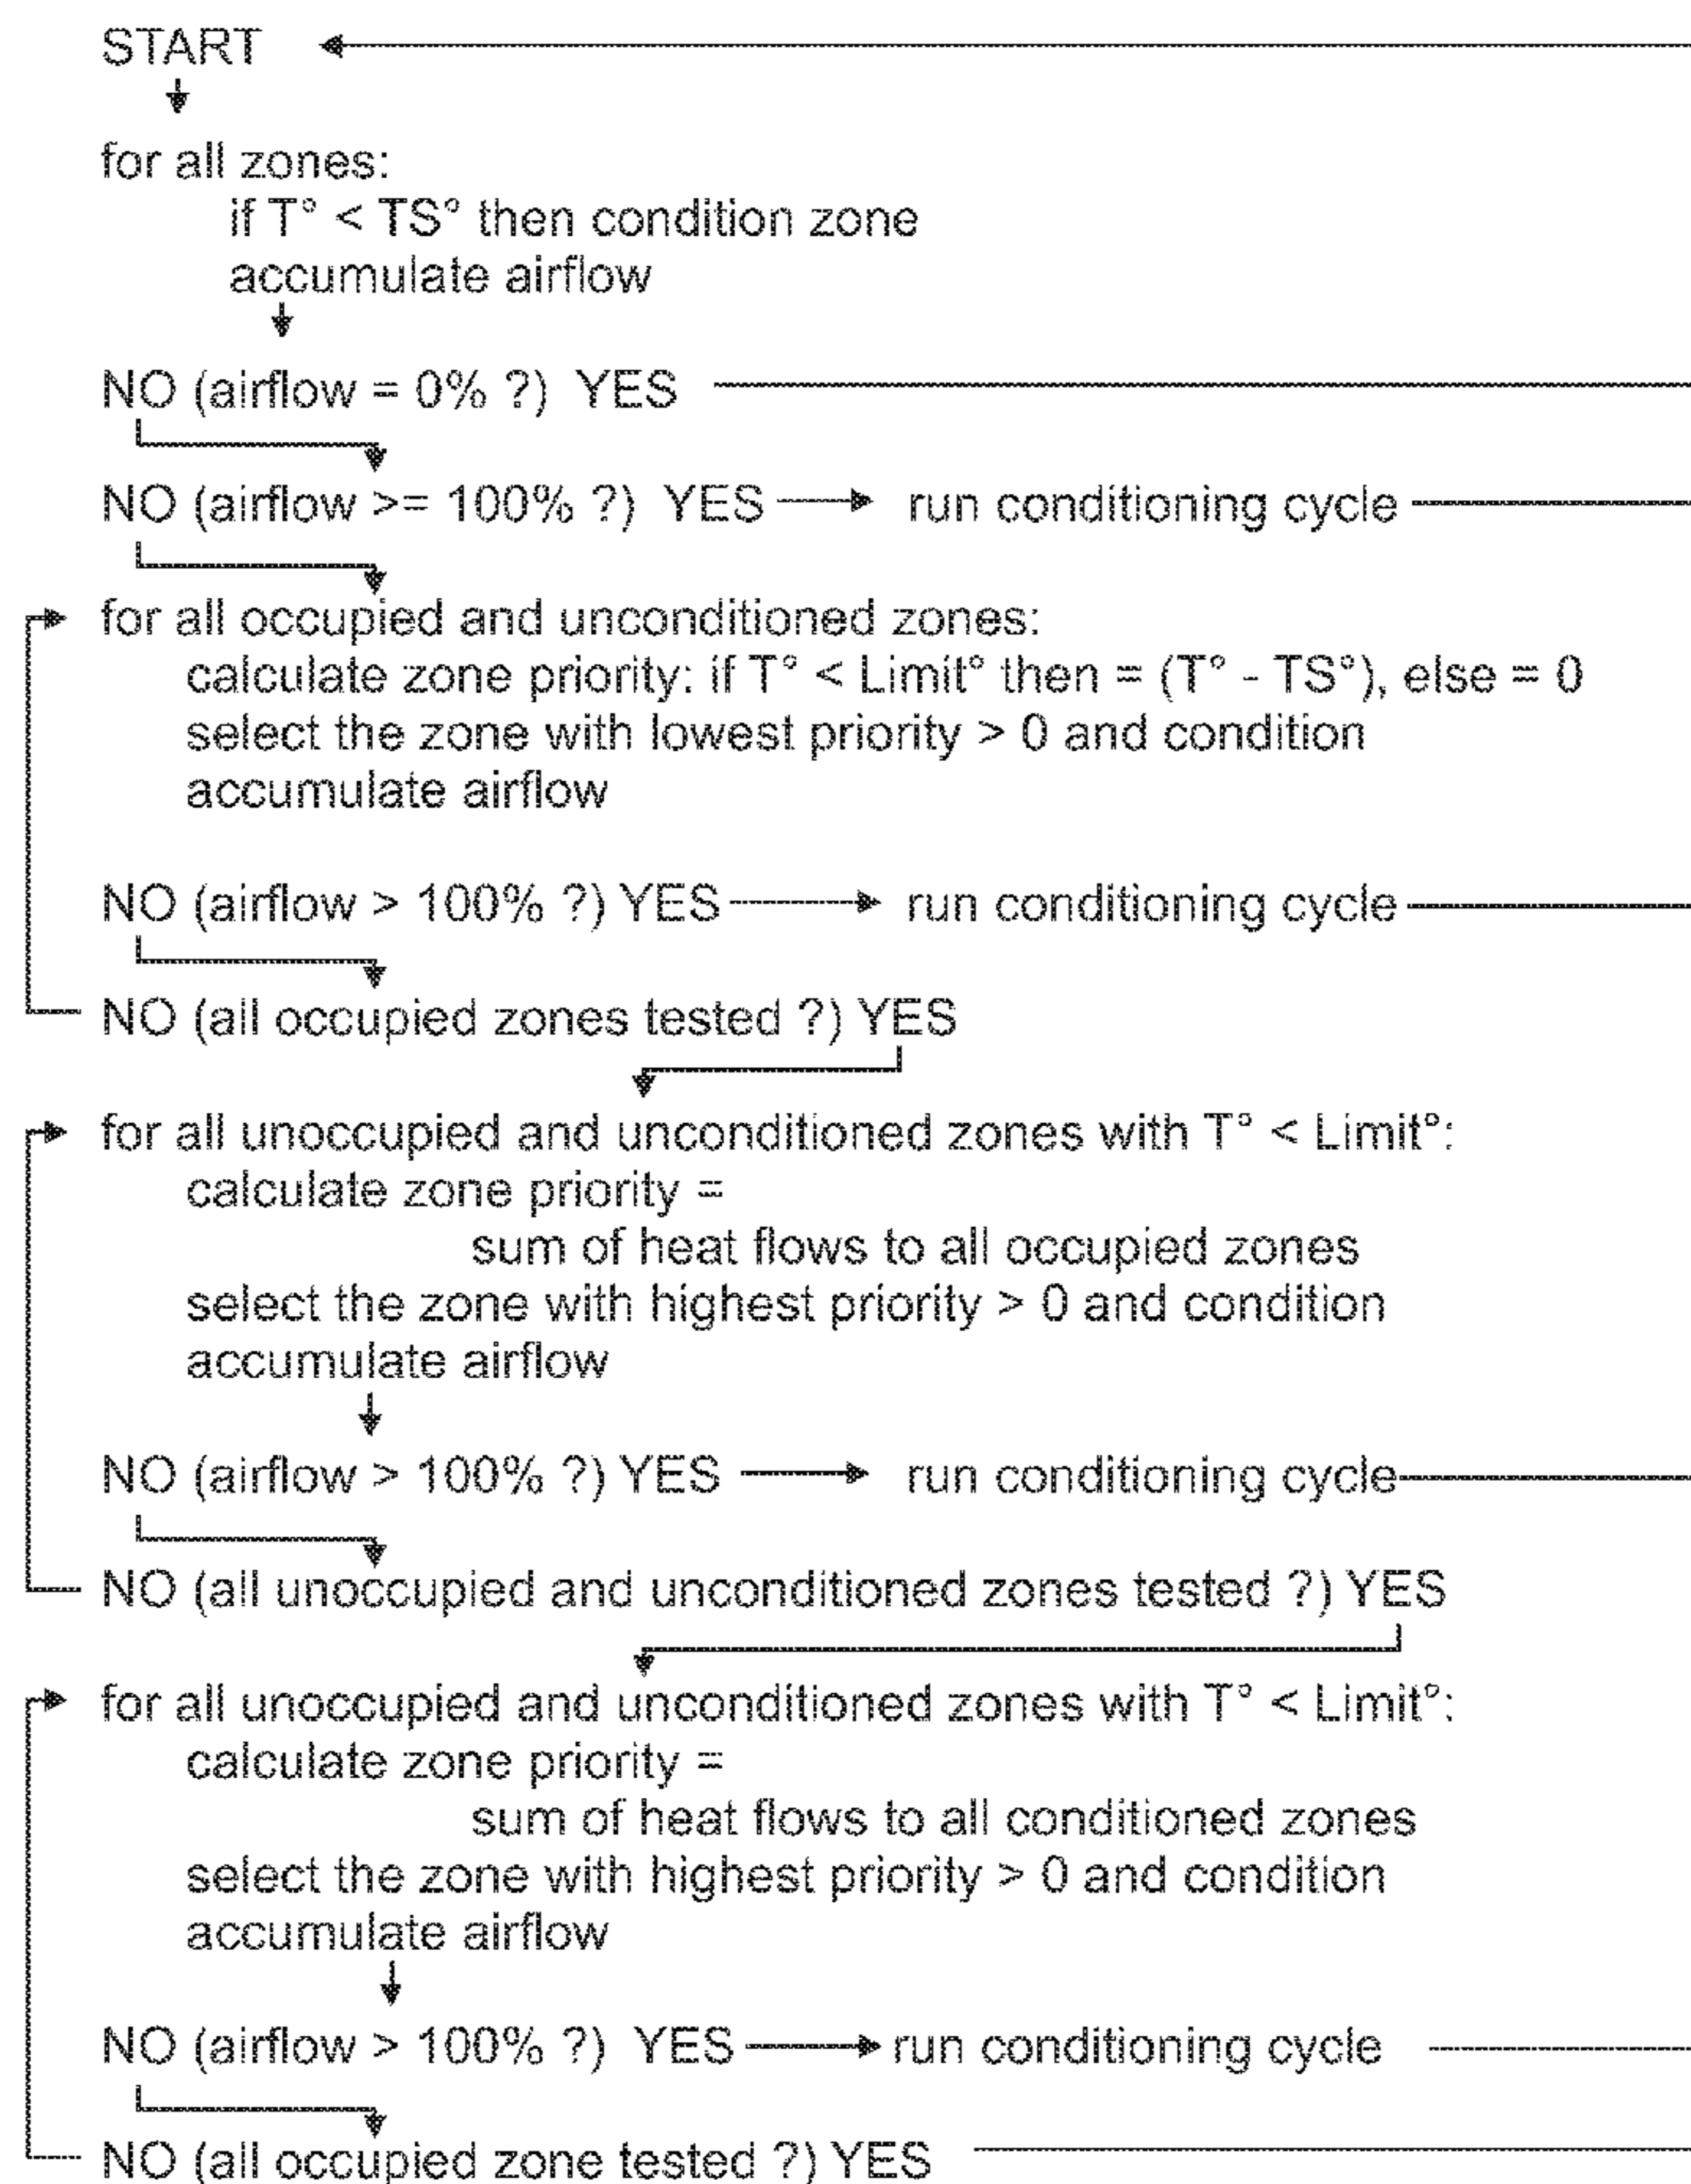 START
for all zones:
if T° < TS° then condition zone
accumulate airflow
NO (airflow = 0% ?) YES
NO (airflow >= 100% ?) YES run conditioning cycle
for all occupied and unconditioned zones:
calculate zone priority: if T° < Limit° then = (T° - TS°), else = 0
select the zone with lowest priority > 0 and condition
accumulate airflow
NO (airflow > 100% ?) YES run conditioning cycle
NO (all occupied zones tested ?) YES
for all unoccupied and unconditioned zones with T° < Limit°:
calculate zone priority =
sum of heat flows to all occupied zones
select the zone with highest priority > 0 and condition
accumulate airflow
NO (airflow > 100% ?) YES run conditioning cycle
NO (all unoccupied and unconditioned zones tested ?) YES
for all unoccupied and unconditioned zones with T° < Limit°:
calculate zone priority =
sum of heat flows to all conditioned zones
select the zone with highest priority > 0 and condition
accumulate airflow
NO (airflow > 100% ?) YES run conditioning cycle
NO (all occupied zone tested ?) YES